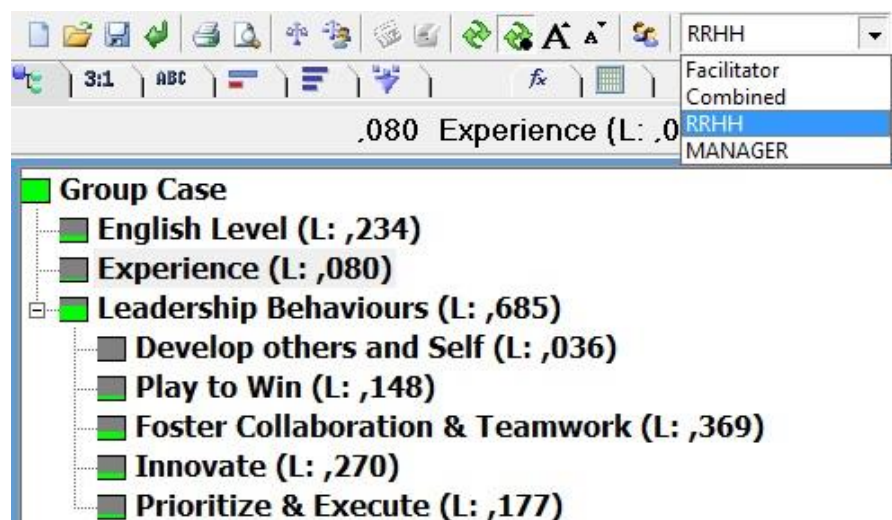 RRHH
Facilitator
Combined
RRHH
MANAGER
3:1
ABC
fx
,080 Experience (L: ,0
Group Case
English Level (L: ,234)
Experience (L: ,080)
Leadership Behaviours (L: ,685)
Develop others and Self (L: ,036)
Play to Win (L: ,148)
Foster Collaboration & Teamwork (L: ,369)
Innovate (L: ,270)
Prioritize & Execute (L: ,177)